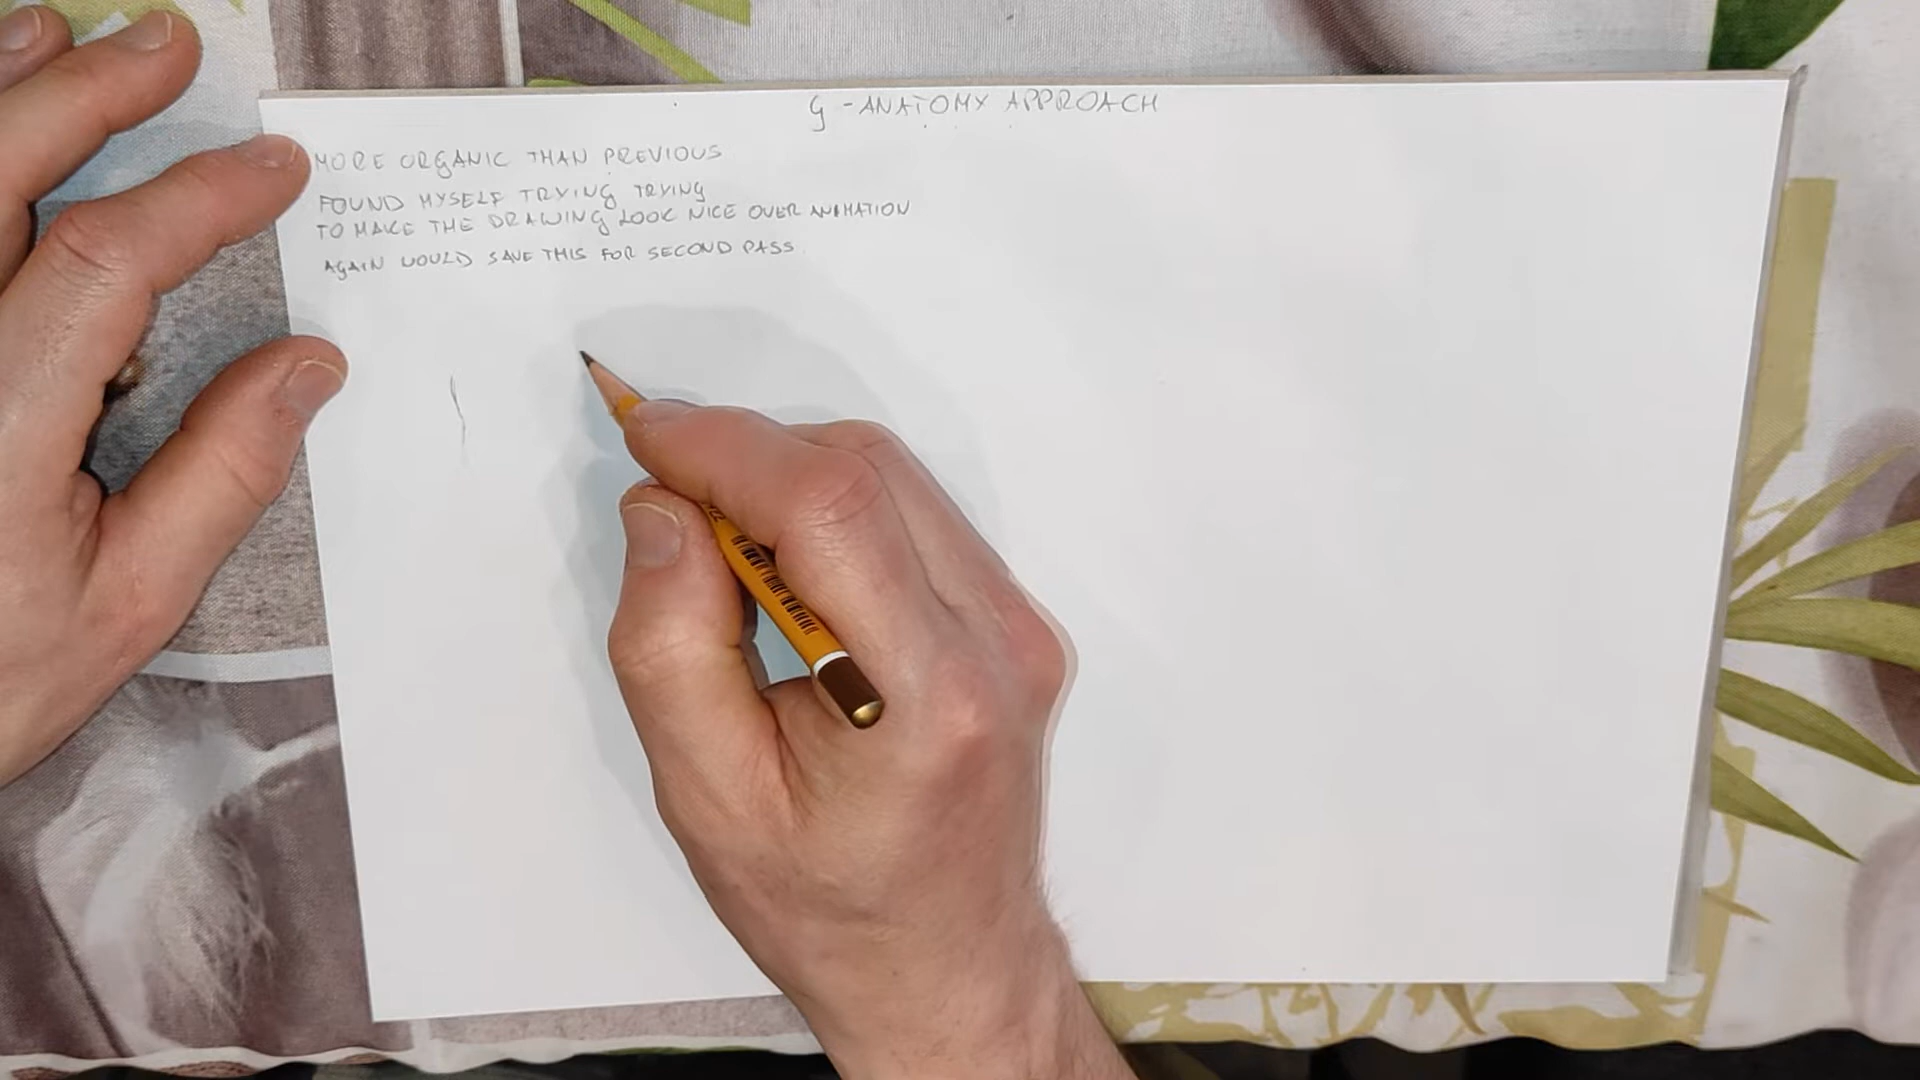 g - ANATOMY APPROACH
MORE ORGANIC THAN PREVIOUS
FOUND MYSELF TRYING TRYING
TO MAKE THE DRAWING LOOK NICE OVER ANIMATION
AGAIN WOULD SAVE THIS FOR SECOND PASS.